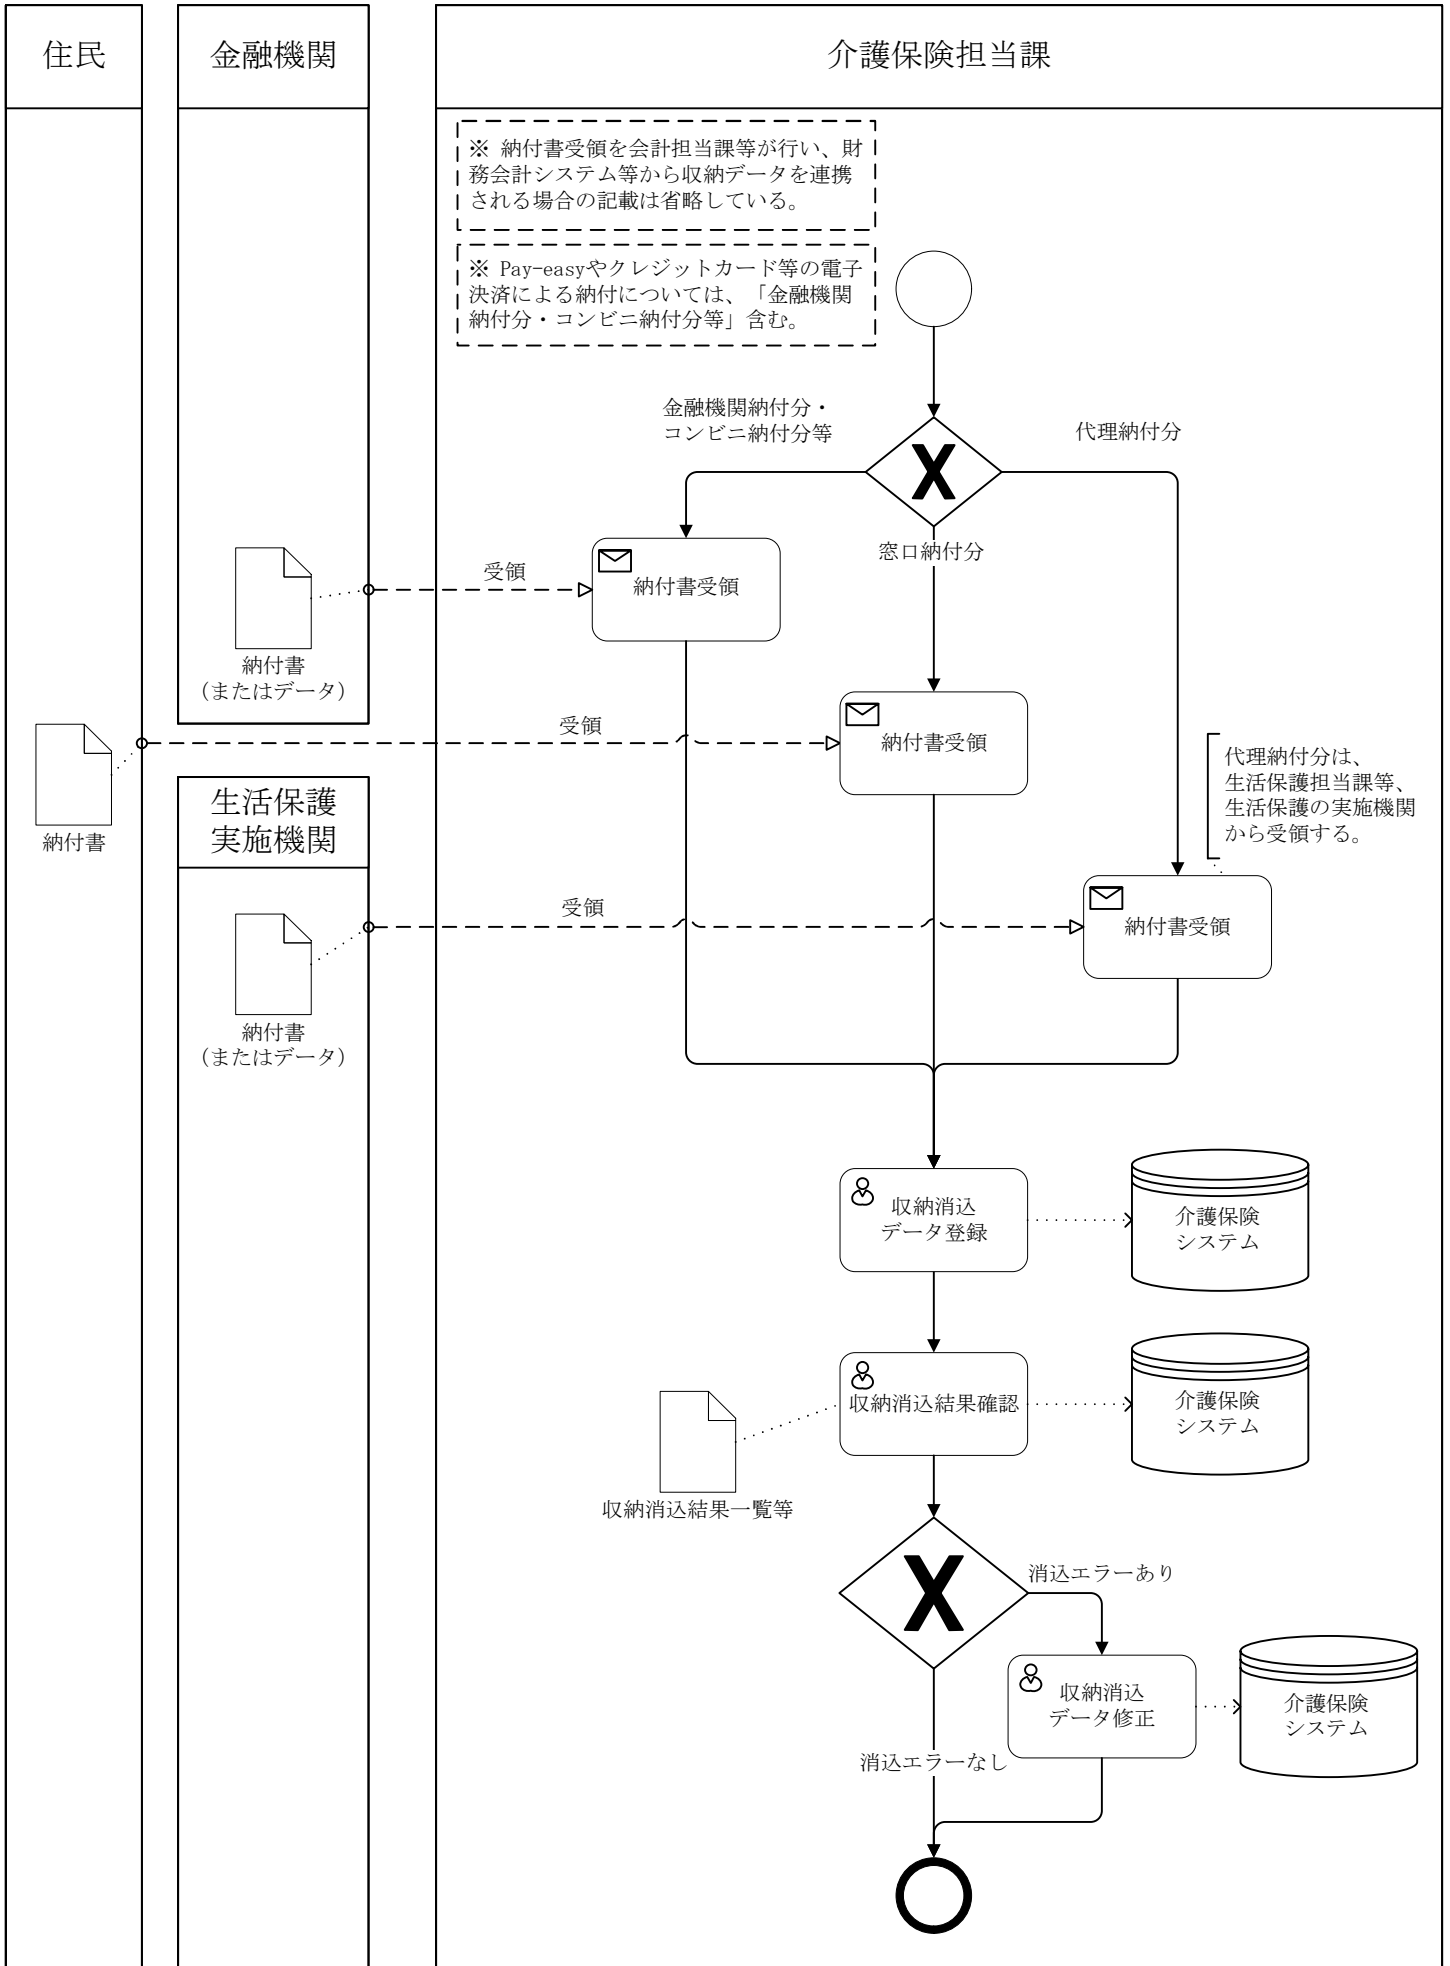 住民
金融機関
介護保険担当課
※ 納付書受領を会計担当課等が行い、財
務会計システム等から収納データを連携
される場合の記載は省略している。
※ Pay-easyやクレジットカード等の電子
決済による納付については、「金融機関
納付分・コンビニ納付分等」含む。
金融機関納付分・
コンビニ納付分等
代理納付分
窓口納付分
受領
納付書受領
納付書
（またはデータ）
受領
納付書受領
納付書
代理納付分は、
生活保護担当課等、
生活保護の実施機関
から受領する。
生活保護
実施機関
受領
納付書受領
納付書
（またはデータ）
収納消込
データ登録
介護保険
システム
収納消込結果確認
介護保険
システム
収納消込結果一覧等
消込エラーあり
収納消込
データ修正
介護保険
システム
消込エラーなし